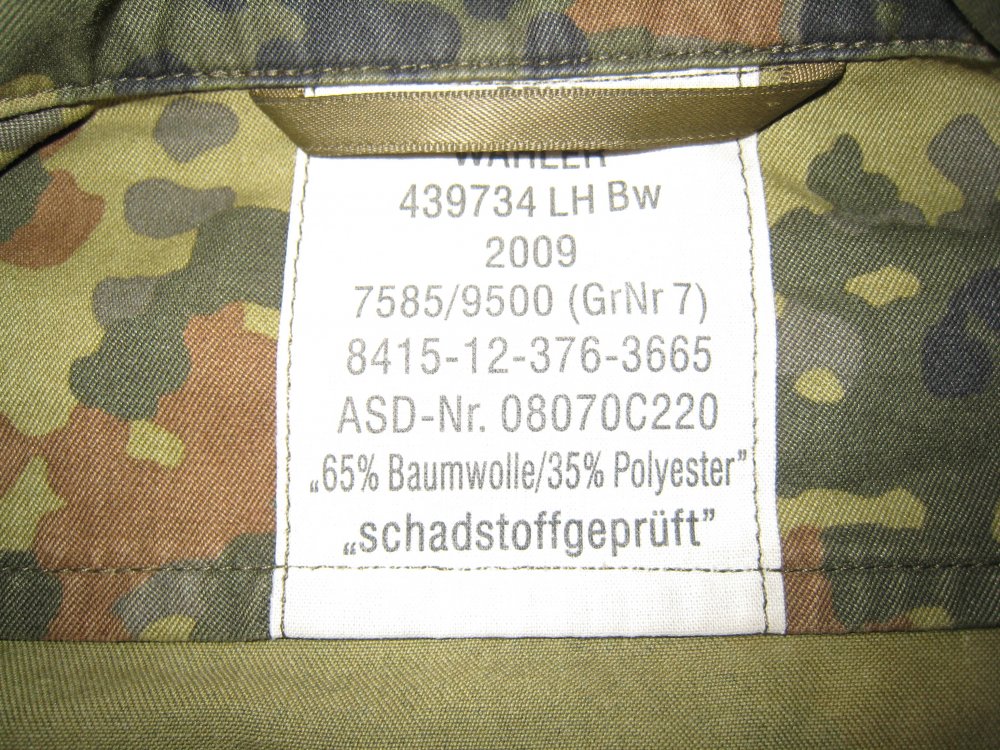 WAHLER
439734 LH Bw
2009
7585/9500 (GrNr 7)
8415-12-376-3665
ASD-Nr. 08070C220
„65% Baumwolle/35% Polyester”
„schadstoffgeprüft”